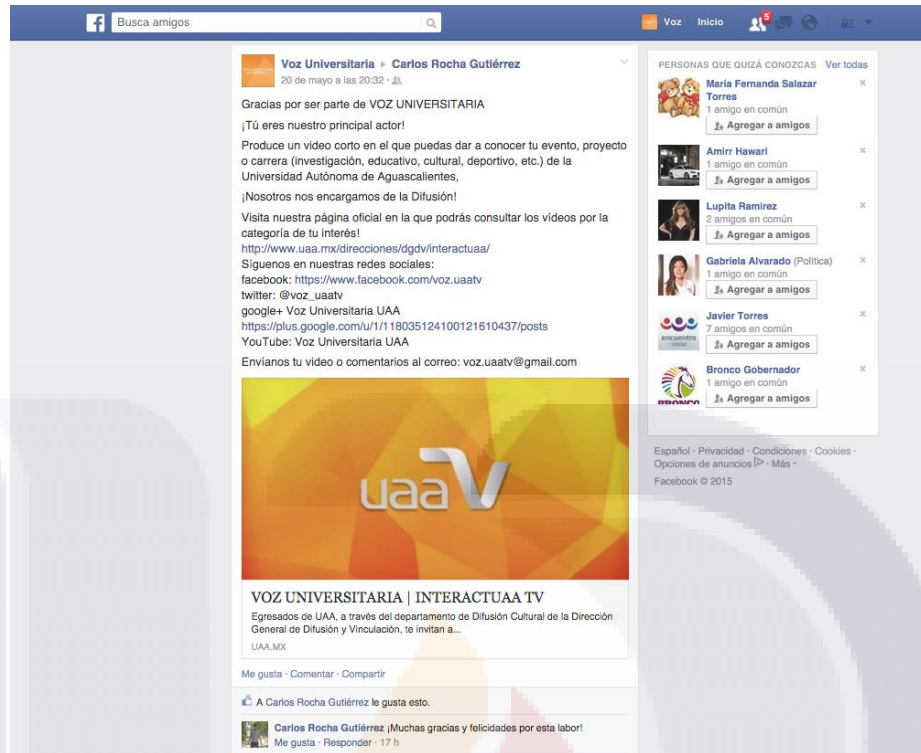 Busca amigos
Voz Inicio
5
Voz Universitaria ▸ Carlos Rocha Gutiérrez
20 de mayo a las 20:32 ·
Gracias por ser parte de VOZ UNIVERSITARIA
¡Tú eres nuestro principal actor!
Produce un video corto en el que puedas dar a conocer tu evento, proyecto
o carrera (investigación, educativo, cultural, deportivo, etc.) de la
Universidad Autónoma de Aguascalientes,
¡Nosotros nos encargamos de la Difusión!
Visita nuestra página oficial en la que podrás consultar los vídeos por la
categoría de tu interés!
http://www.uaa.mx/direcciones/dgdv/interactuaa/
Síguenos en nuestras redes sociales:
facebook: https://www.facebook.com/voz.uaatv
twitter: @voz_uaatv
google+ Voz Universitaria UAA
https://plus.google.com/u/1/118035124100121610437/posts
YouTube: Voz Universitaria UAA
Envíanos tu video o comentarios al correo: voz.uaatv@gmail.com
uaaV
VOZ UNIVERSITARIA | INTERACTUAA TV
Egresados de UAA, a través del departamento de Difusión Cultural de la Dirección
General de Difusión y Vinculación, te invitan a...
UAA.MX
Me gusta · Comentar · Compartir
A Carlos Rocha Gutiérrez le gusta esto.
Carlos Rocha Gutiérrez ¡Muchas gracias y felicidades por esta labor!
Me gusta · Responder · 17 h
PERSONAS QUE QUIZÁ CONOZCAS Ver todas
María Fernanda Salazar
Torres
1 amigo en común
Agregar a amigos
Amirr Hawari
1 amigo en común
Agregar a amigos
Lupita Ramirez
2 amigos en común
Agregar a amigos
Gabriela Alvarado (Política)
1 amigo en común
Agregar a amigos
Javier Torres
7 amigos en común
Agregar a amigos
encuentro
Bronco Gobernador
1 amigo en común
Agregar a amigos
BRONCO
Español · Privacidad · Condiciones · Cookies ·
Opciones de anuncios · Más
Facebook © 2015